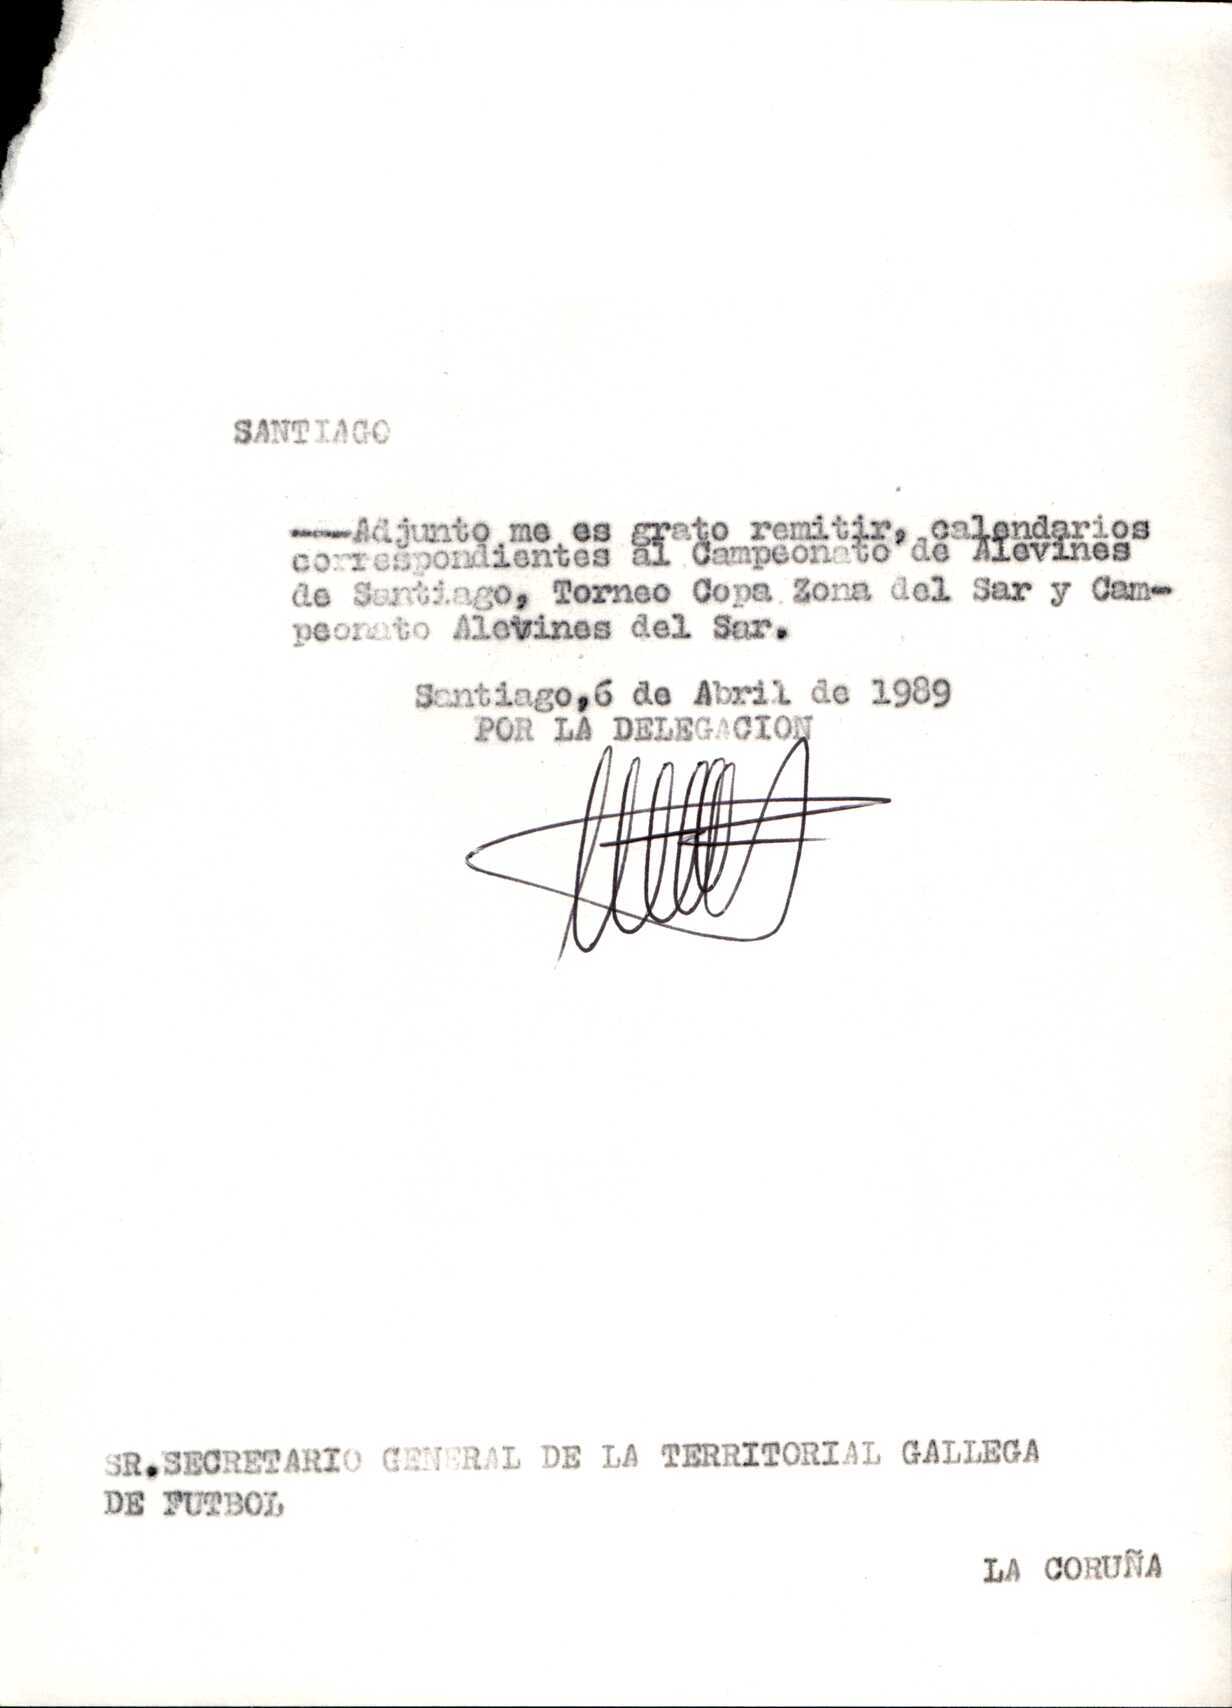 SANTIAGO
----Adjunto me es grato remitir, calendarios
correspondientes al Campeonato de Alevines
de Santiago, Torneo Copa Zona del Sar y Cam-
peonato Alevines del Sar.
Santiago,6 de Abril de 1989
POR LA DELEGACION
SR.SECRETARIO GENERAL DE LA TERRITORIAL GALLEGA
DE FUTBOL
LA CORUÑA